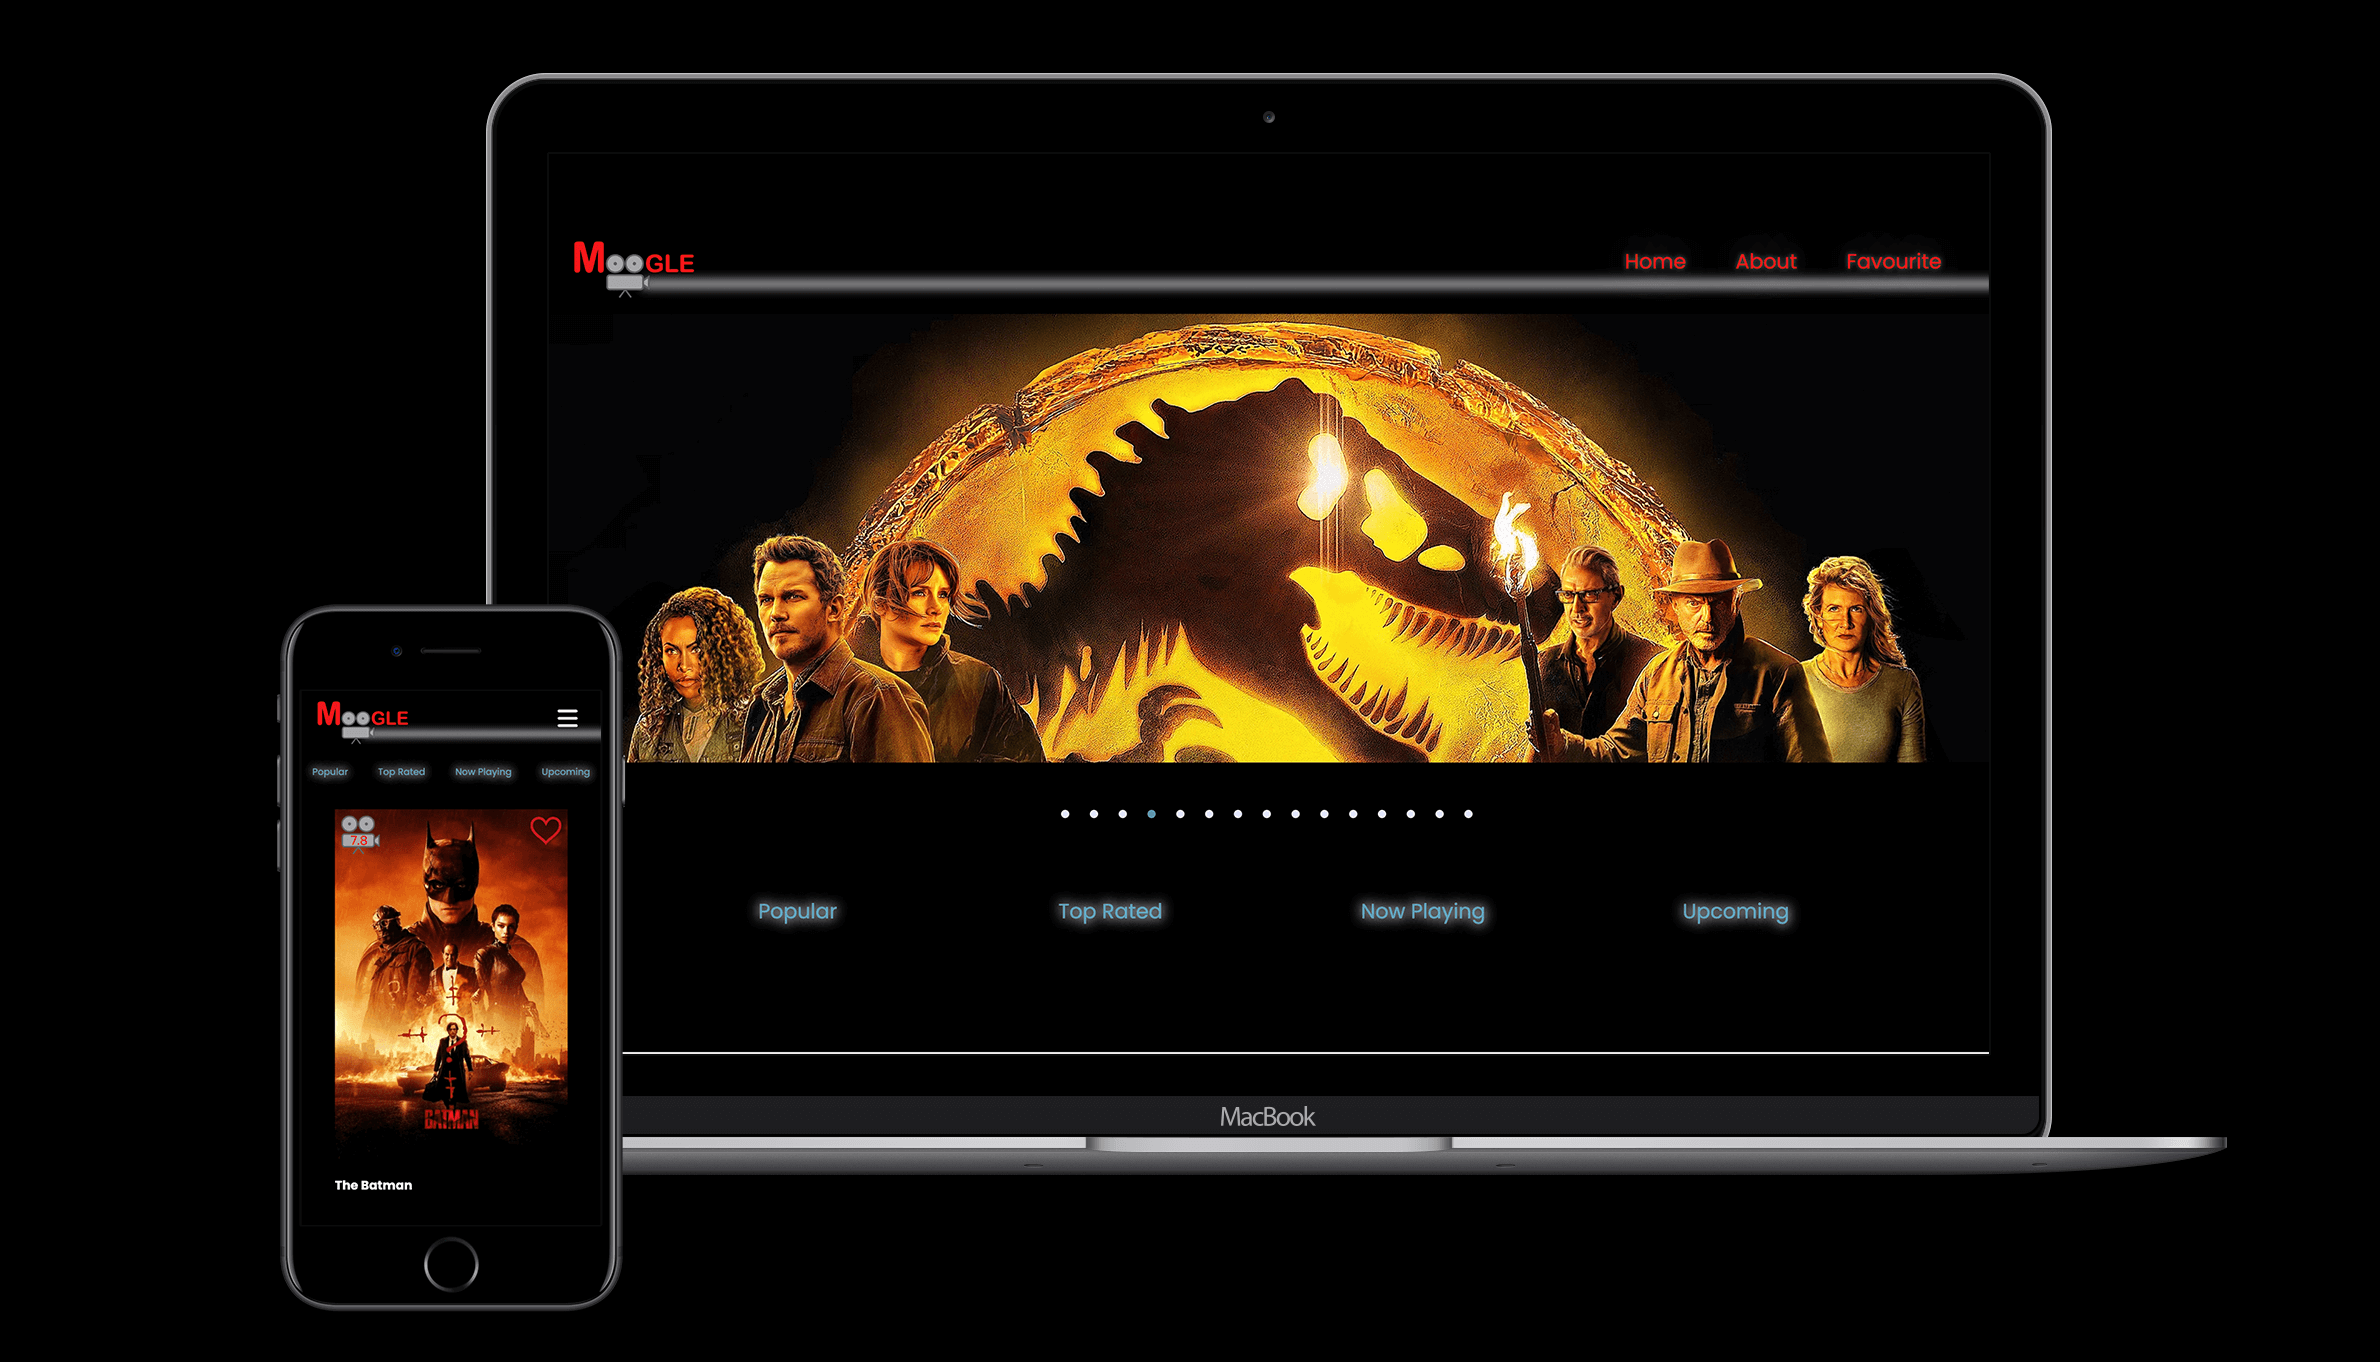 MOOGLE
Home About Favourite
Popular Top Rated Now Playing Upcoming
MacBook
MOOGLE
Popular Top Rated Now Playing Upcoming
7.8
THE BATMAN
The Batman